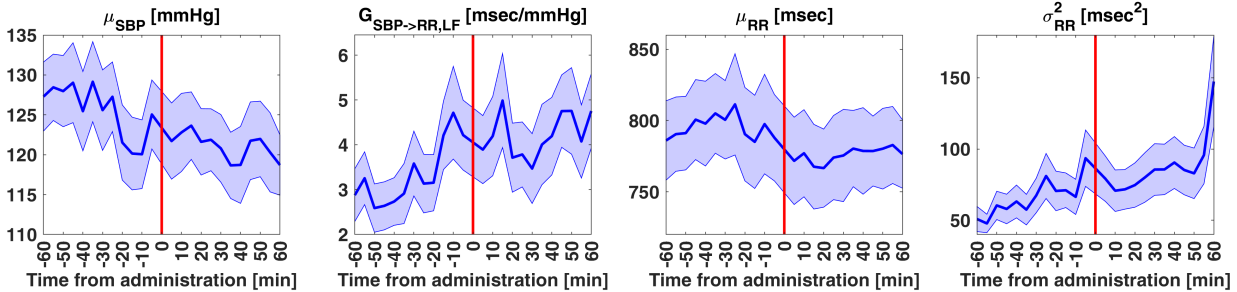 μSBP [mmHg]
135
130
125
120
115
110
-60 -50 -40 -30 -20 -10 0 10 20 30 40 50 60
Time from administration [min]
GSBP->RR,LF [msec/mmHg]
6
5
4
3
2
-60 -50 -40 -30 -20 -10 0 10 20 30 40 50 60
Time from administration [min]
μRR [msec]
850
800
750
-60 -50 -40 -30 -20 -10 0 10 20 30 40 50 60
Time from administration [min]
σ²RR [msec²]
150
100
50
-60 -50 -40 -30 -20 -10 0 10 20 30 40 50 60
Time from administration [min]